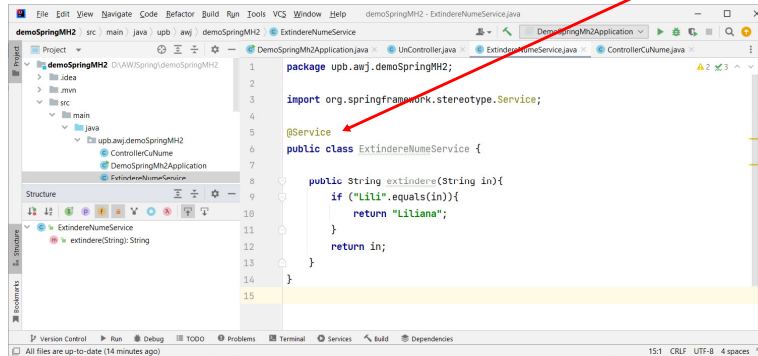 File Edit View Navigate Code Refactor Build Run Tools VCS Window Help demoSpringMH2 - ExtindereNumeService.java
demoSpringMH2 src main java upb awj demoSpringMH2 ExtindereNumeService DemoSpringMh2Application
Project DemoSpringMh2Application.java UnController.java ExtindereNumeService.java ControllerCuNume.java
demoSpringMH2 D:\AWJSpring\demoSpringMH2
.idea
.mvn
src
main
java
upb.awj.demoSpringMH2
ControllerCuNume
DemoSpringMh2Application
ExtindereNumeService
Structure
ExtindereNumeService
extindere(String): String
1 package upb.awj.demoSpringMH2;
2
3 import org.springframework.stereotype.Service;
4
5 @Service
6 public class ExtindereNumeService {
7
8 public String extindere(String in){
9 if ("Lili".equals(in)){
10 return "Liliana";
11 }
12 return in;
13 }
14 }
15
2 3
Project
Structure
Bookmarks
Version Control Run Debug TODO Problems Terminal Services Build Dependencies
All files are up-to-date (14 minutes ago) 15:1 CRLF UTF-8 4 spaces